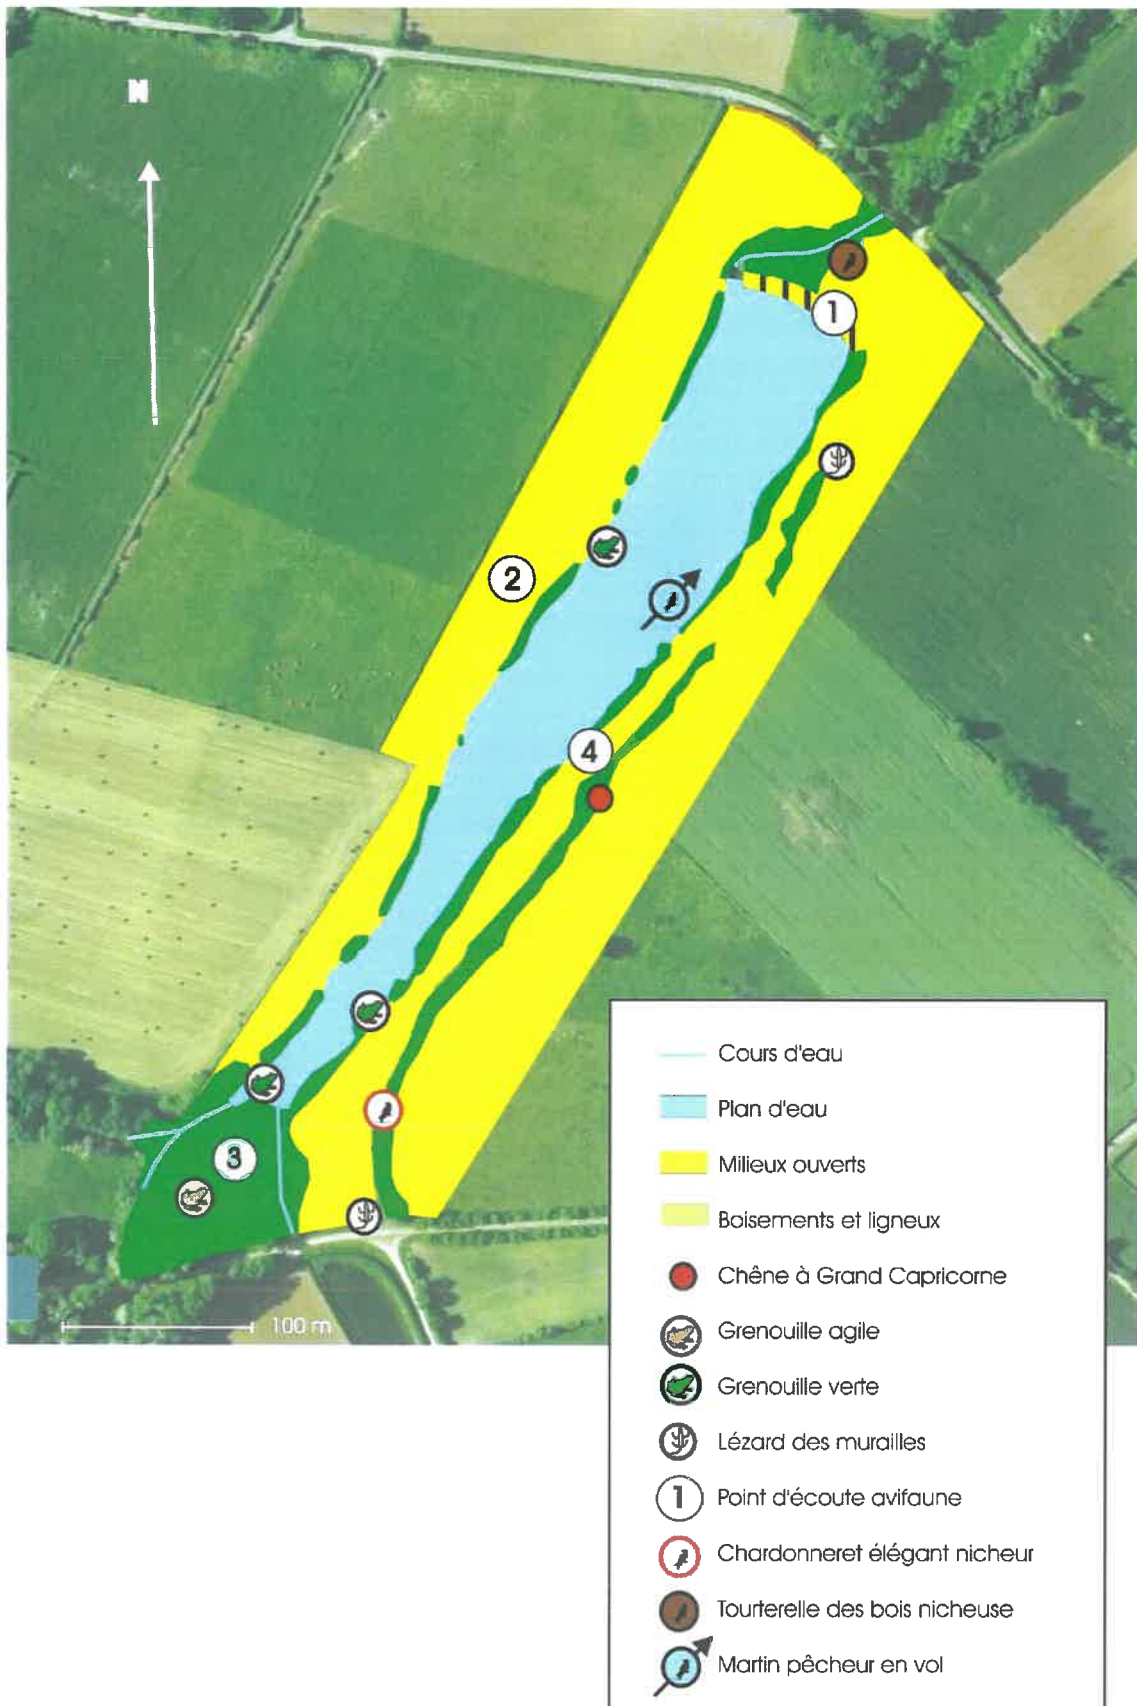 N
1
2
4
3
100 m
Cours d'eau
Plan d'eau
Milieux ouverts
Boisements et ligneux
Chêne à Grand Capricorne
Grenouille agile
Grenouille verte
Lézard des murailles
1 Point d'écoute avifaune
Chardonneret élégant nicheur
Tourterelle des bois nicheuse
Martin pêcheur en vol